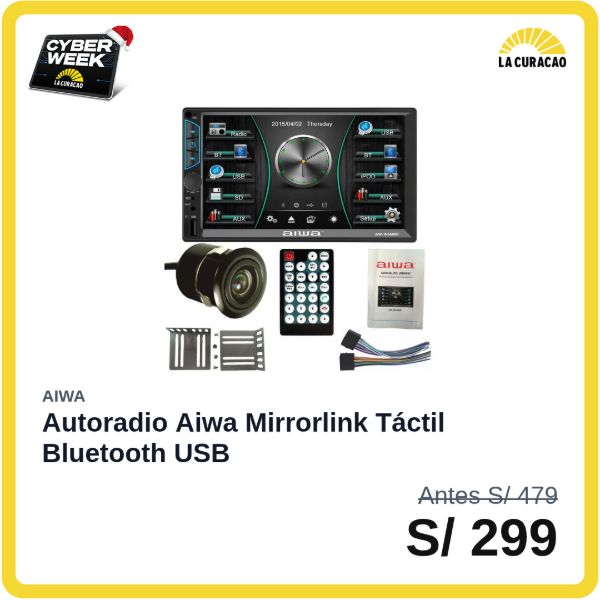 CYBER
WEEK
LA CURACAO
LA CURACAO
2015/04/02 Thursday
Radio
USB
BT
BT
USB
iPOD
SD
AUX
AUX
Setup
aiwa
aiwa
AIWA
Autoradio Aiwa Mirrorlink Táctil
Bluetooth USB
Antes S/ 479
S/ 299